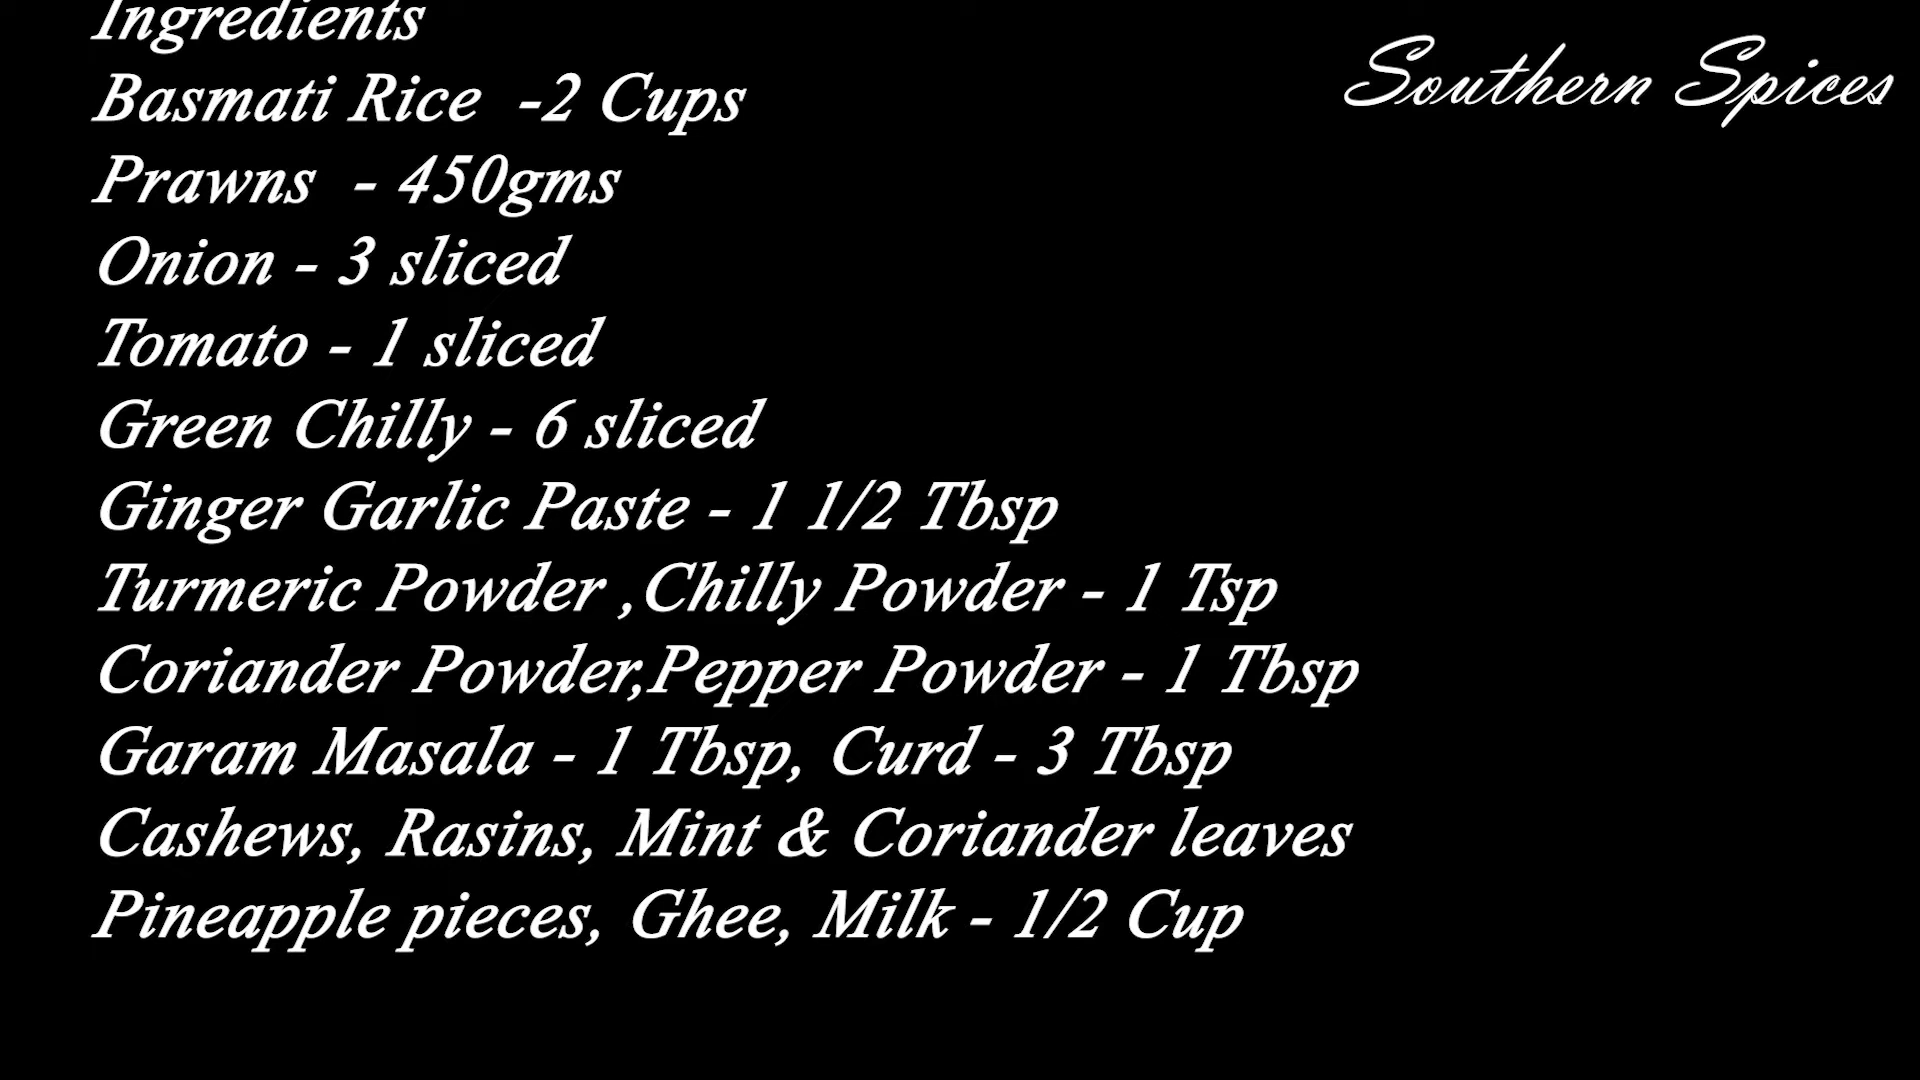 Ingredients
Southern Spices
Basmati Rice -2 Cups
Prawns - 450gms
Onion - 3 sliced
Tomato - 1 sliced
Green Chilly - 6 sliced
Ginger Garlic Paste - 1 1/2 Tbsp
Turmeric Powder ,Chilly Powder - 1 Tsp
Coriander Powder,Pepper Powder - 1 Tbsp
Garam Masala - 1 Tbsp, Curd - 3 Tbsp
Cashews, Rasins, Mint & Coriander leaves
Pineapple pieces, Ghee, Milk - 1/2 Cup